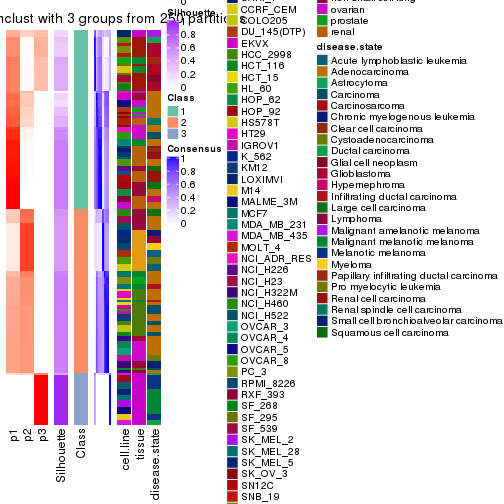 nclust with 3 groups from 250 partitions
Silhouette
1
0.8
0.6
0.4
0.2
0
Class
1
2
3
Consensus
1
0.8
0.6
0.4
0.2
0
p1
p2
p3
Silhouette
Class
cell.line
tissue
disease.state
CCRF_CEM
COLO205
DU_145(DTP)
EKVX
HCC_2998
HCT_116
HCT_15
HL_60
HOP_62
HOP_92
HS578T
HT29
IGROV1
K_562
KM12
LOXIMVI
M14
MALME_3M
MCF7
MDA_MB_231
MDA_MB_435
MOLT_4
NCI_ADR_RES
NCI_H226
NCI_H23
NCI_H322M
NCI_H460
NCI_H522
OVCAR_3
OVCAR_4
OVCAR_5
OVCAR_8
PC_3
RPMI_8226
RXF_393
SF_268
SF_295
SF_539
SK_MEL_2
SK_MEL_28
SK_MEL_5
SK_OV_3
SN12C
SNB_19
ovarian
prostate
renal
disease.state
Acute lymphoblastic leukemia
Adenocarcinoma
Astrocytoma
Carcinoma
Carcinosarcoma
Chronic myelogenous leukemia
Clear cell carcinoma
Cystoadenocarcinoma
Ductal carcinoma
Glial cell neoplasm
Glioblastoma
Hypernephroma
Infiltrating ductal carcinoma
Large cell carcinoma
Lymphoma
Malignant amelanotic melanoma
Malignant melanotic melanoma
Melanotic melanoma
Myeloma
Papillary infiltrating ductal carcinoma
Pro myelocytic leukemia
Renal cell carcinoma
Renal spindle cell carcinoma
Small cell bronchioalveolar carcinoma
Squamous cell carcinoma